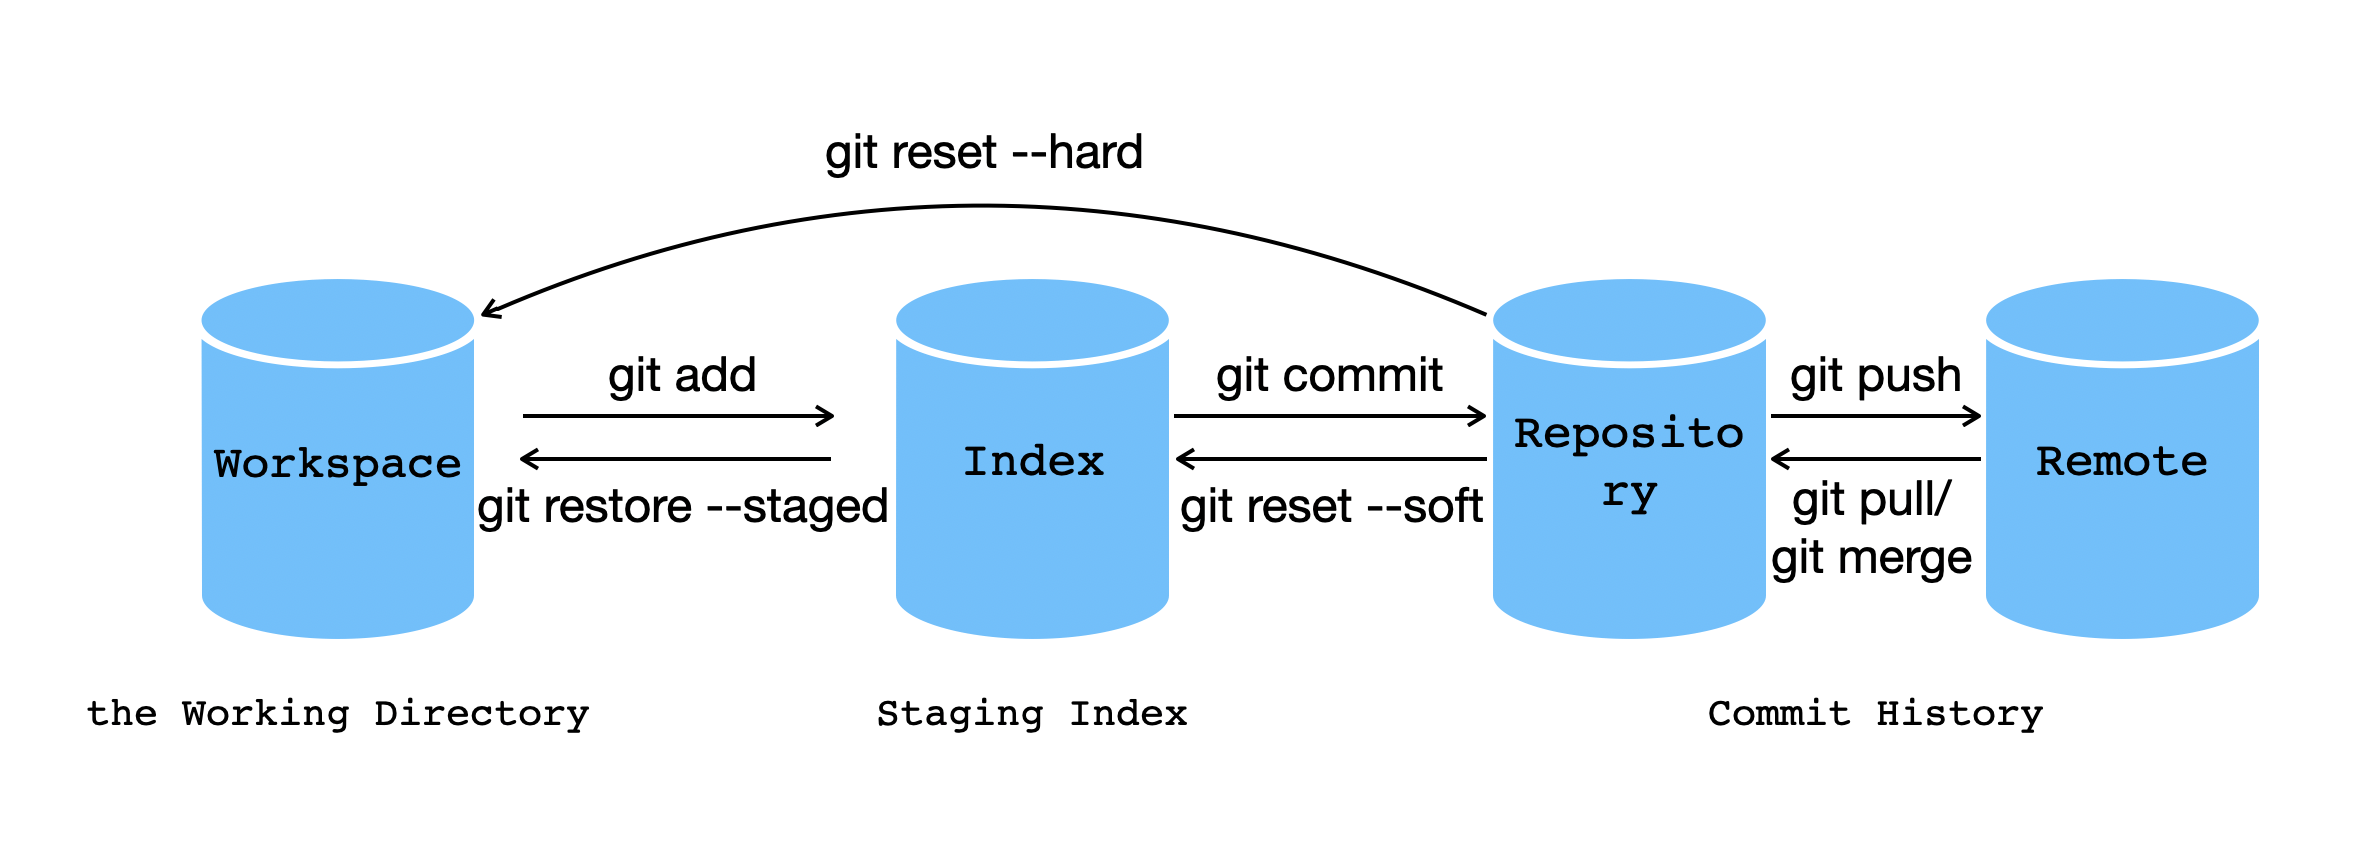 git reset --hard
git add
git commit
git push
Workspace
Index
Reposito
ry
Remote
git restore --staged
git reset --soft
git pull/
git merge
the Working Directory
Staging Index
Commit History